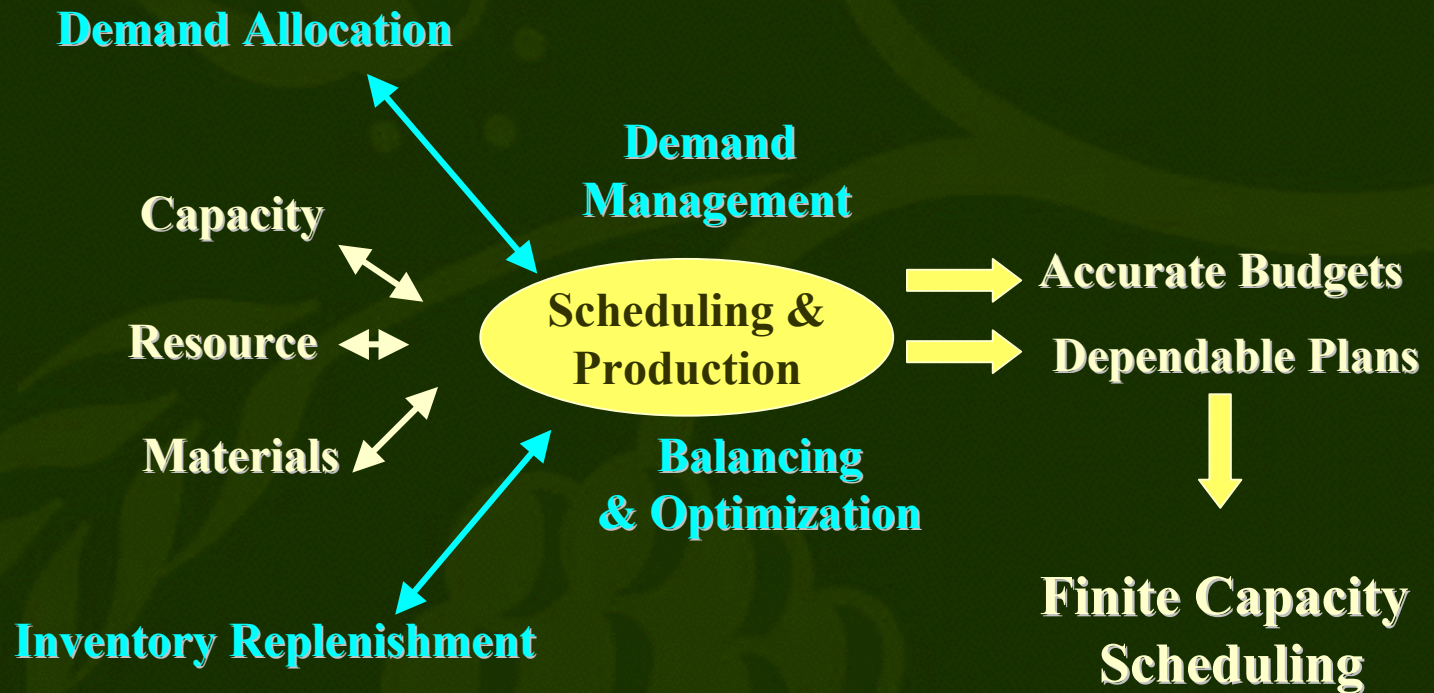 Demand Allocation
Demand
Management
Capacity
Resource
Materials
Scheduling &
Production
Accurate Budgets
Dependable Plans
Balancing
& Optimization
Inventory Replenishment
Finite Capacity
Scheduling